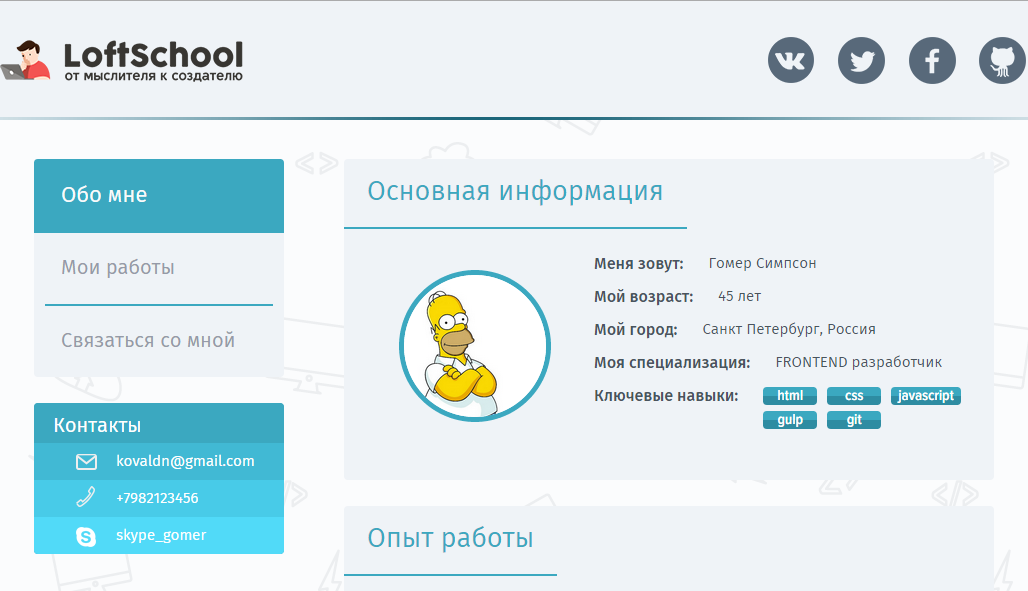 LoftSchool
от мыслителя к создателю
Обо мне
Мои работы
Связаться со мной
Контакты
kovaldn@gmail.com
+7982123456
skype_gomer
Основная информация
Меня зовут: Гомер Симпсон
Мой возраст: 45 лет
Мой город: Санкт Петербург, Россия
Моя специализация: FRONTEND разработчик
Ключевые навыки: html css javascript
gulp git
Опыт работы